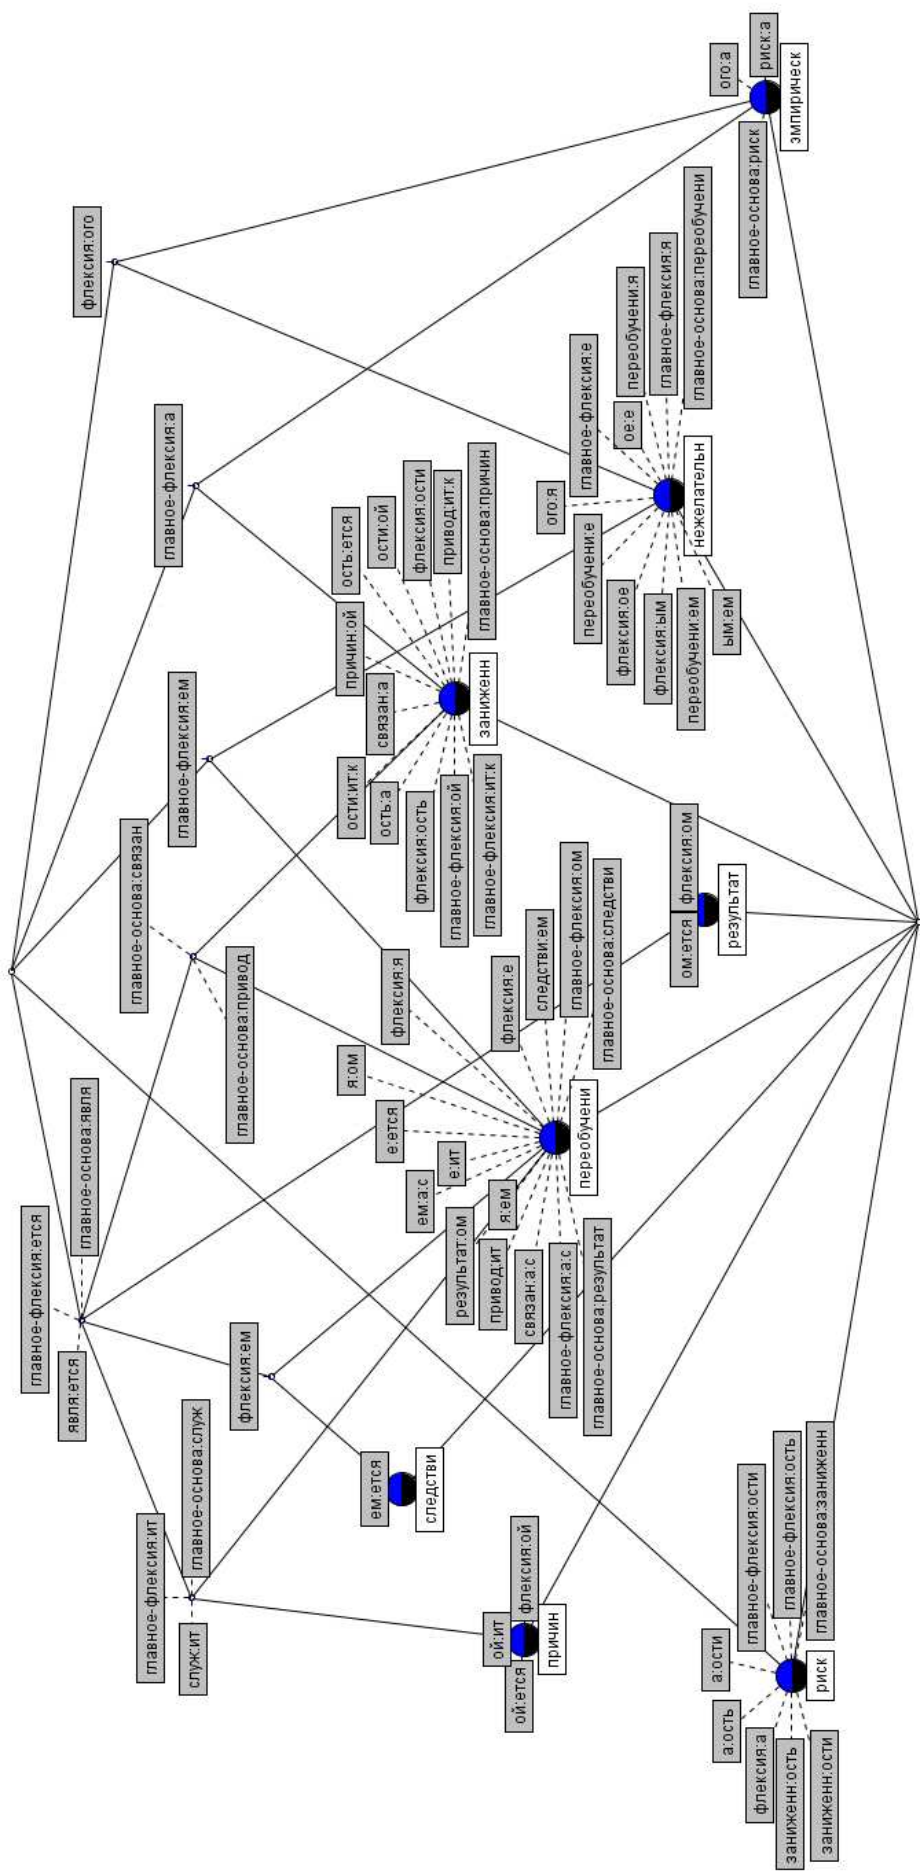 флексия:ого
главное-флексия:а
главное-флексия:ем
главное-основа:связан
главное-основа:привод
главное-основа:явля
главное-флексия:ется
явля:ется
флексия:ем
главное-основа:служ
главное-флексия:ит
служ:ит
ого:а
риск:а
главное-основа:риск
эмпирическ
ого:я
главное-флексия:е
ое:е
переобучени:я
главное-флексия:я
главное-основа:переобучени
переобучени:е
флексия:ое
флексия:ым
переобучени:ем
ым:ем
нежелательн
причин:ой
ость:ется
ости:ой
флексия:ости
привод:ит:к
главное-основа:причин
связан:а
ости:ит:к
ость:а
флексия:ость
главное-флексия:ой
главное-флексия:ит:к
заниженн
ом:ется
флексия:ом
результат
флексия:я
я:ом
е:ется
е:ит
ем:а:с
я:ем
флексия:е
следстви:ем
главное-флексия:ом
главное-основа:следстви
результат:ом
привод:ит
связан:а:с
главное-флексия:а:с
главное-основа:результат
переобучени
ем:ется
следстви
ой:ит
флексия:ой
ой:ется
причин
а:ости
главное-флексия:ости
главное-флексия:ость
главное-основа:заниженн
а:ость
флексия:а
заниженн:ость
заниженн:ости
риск